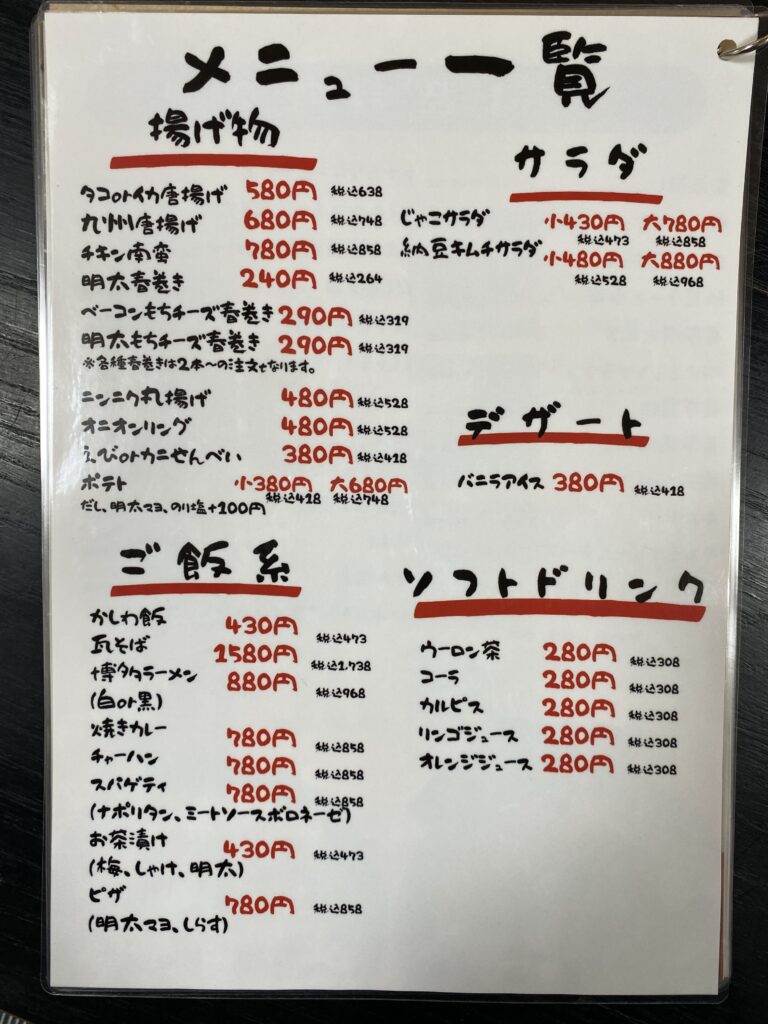 メニュー一覧
揚げ物
タコorイカ唐揚げ 580円 税込638
九州唐揚げ 680円 税込748
チキン南蛮 780円 税込858
明太春巻き 240円 税込264
ベーコンもちチーズ春巻き 290円 税込319
明太もちチーズ春巻き 290円 税込319
※各種春巻きは2本〜の注文となります。
ニンニク丸揚げ 480円 税込528
オニオンリング 480円 税込528
えびorカニせんべい 380円 税込418
ポテト 小380円 大680円
税込418 税込748
だし、明太マヨ、のり塩+100円
ご飯系
かしわ飯 430円 税込473
瓦そば 1580円 税込1,738
博多ラーメン 880円 税込968
(白or黒)
焼きカレー 780円 税込858
チャーハン 780円 税込858
スパゲティ 780円 税込858
(ナポリタン、ミートソースボロネーゼ)
お茶漬け 430円 税込473
(梅、しゃけ、明太)
ピザ 780円 税込858
(明太マヨ、しらす)
サラダ
じゃこサラダ 小430円 大780円
税込473 税込858
納豆キムチサラダ 小480円 大880円
税込528 税込968
デザート
バニラアイス 380円 税込418
ソフトドリンク
ウーロン茶 280円 税込308
コーラ 280円 税込308
カルピス 280円 税込308
リンゴジュース 280円 税込308
オレンジジュース 280円 税込308